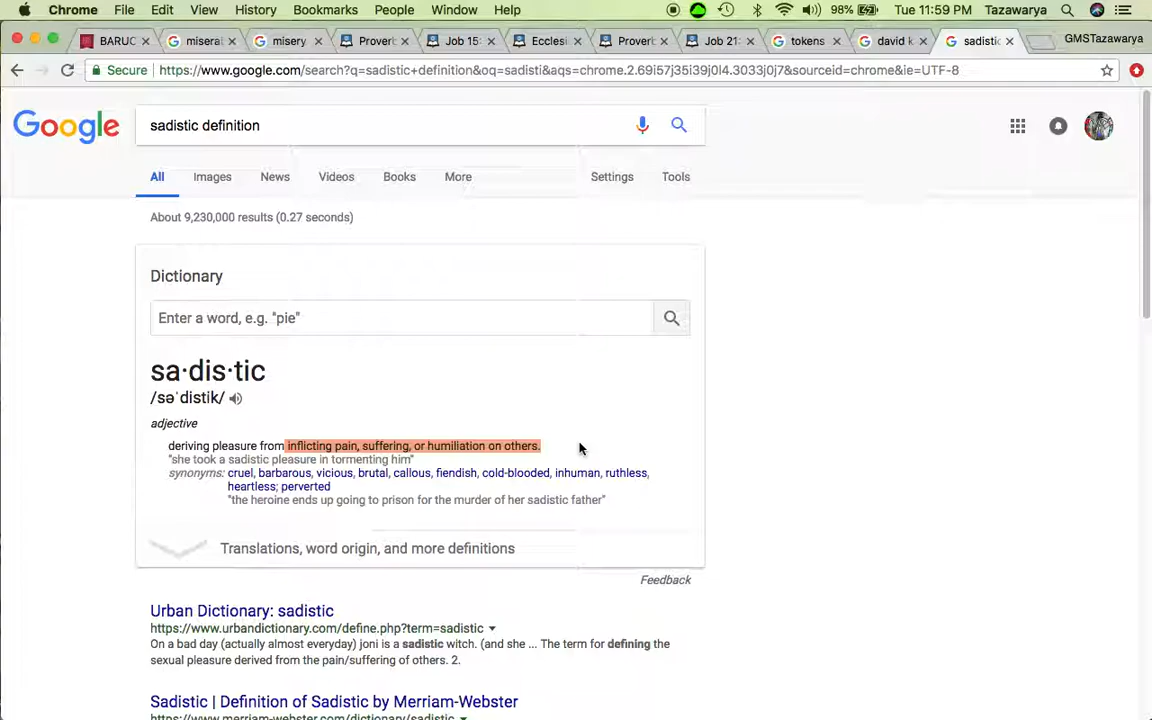 Chrome File Edit View History Bookmarks People Window Help 98% Tue 11:59 PM Tazawarya
BARUC miseral misery Proverb Job 15: Ecclesi Proverb Job 21: tokens david k sadistic GMSTazawarya
Secure https://www.google.com/search?q=sadistic+definition&oq=sadisti&aqs=chrome.2.69i57j35i39j0l4.3033j0j7&sourceid=chrome&ie=UTF-8
Google sadistic definition
All Images News Videos Books More Settings Tools
About 9,230,000 results (0.27 seconds)
Dictionary
Enter a word, e.g. "pie"
sa·dis·tic
/səˈdistik/
adjective
deriving pleasure from inflicting pain, suffering, or humiliation on others.
"she took a sadistic pleasure in tormenting him"
synonyms: cruel, barbarous, vicious, brutal, callous, fiendish, cold-blooded, inhuman, ruthless,
heartless; perverted
"the heroine ends up going to prison for the murder of her sadistic father"
Translations, word origin, and more definitions
Feedback
Urban Dictionary: sadistic
https://www.urbandictionary.com/define.php?term=sadistic
On a bad day (actually almost everyday) joni is a sadistic witch. (and she ... The term for defining the
sexual pleasure derived from the pain/suffering of others. 2.
Sadistic | Definition of Sadistic by Merriam-Webster
https://www.merriam-webster.com/dictionary/sadistic